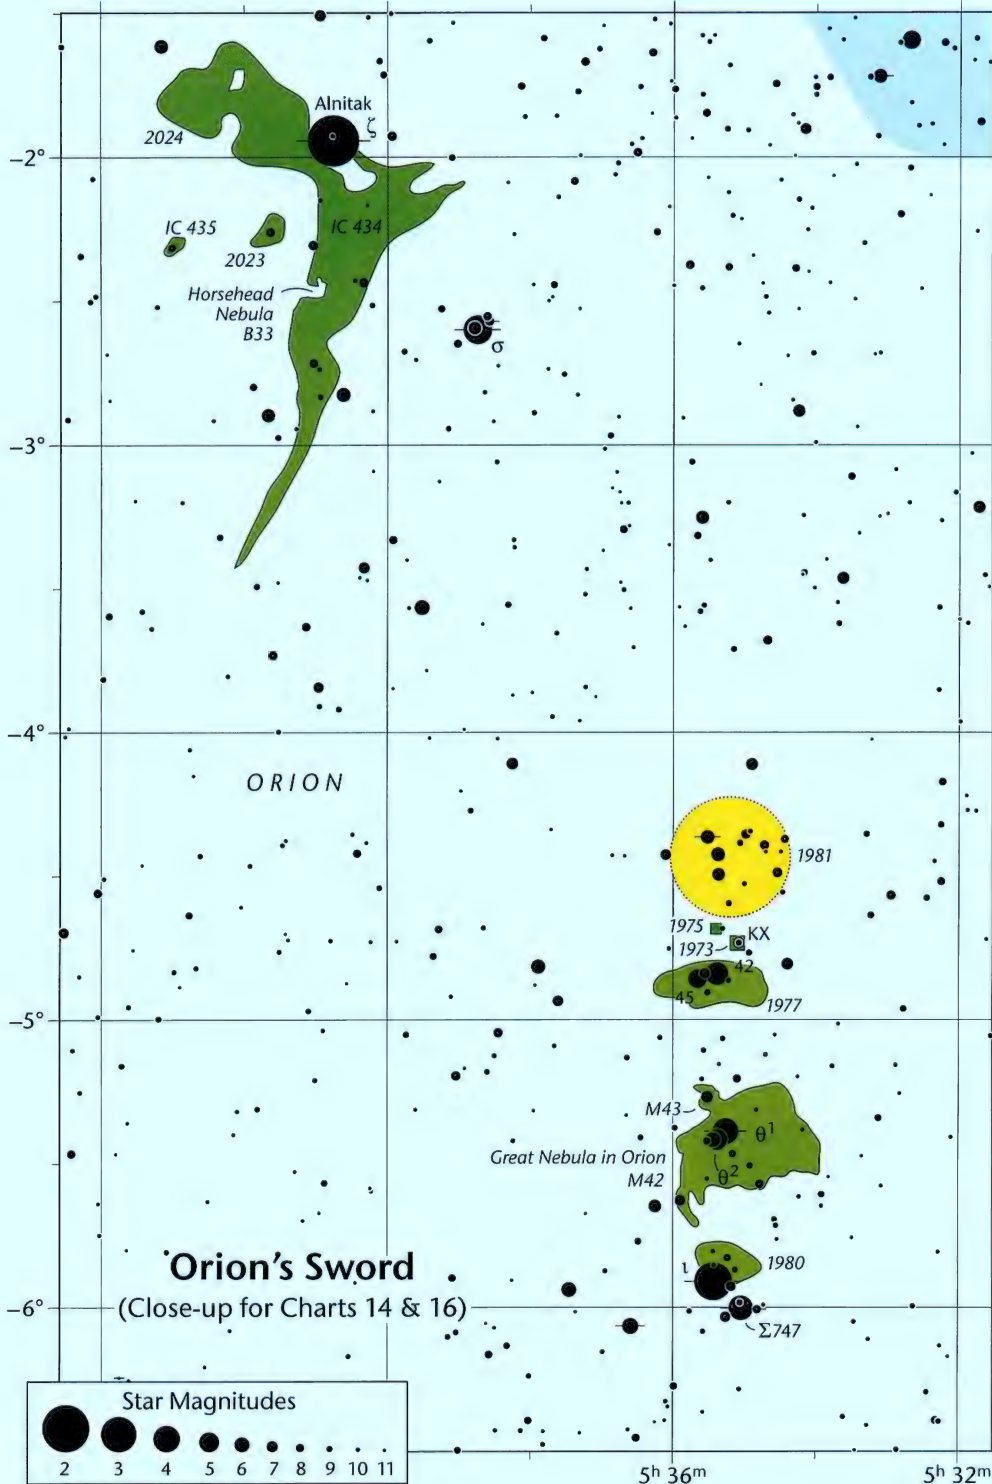 Alnitak
ζ
2024
−2°
IC 435
IC 434
2023
Horsehead
Nebula
B33
σ
−3°
−4°
ORION
1981
1975
KX
1973
42
45
1977
−5°
M43
θ¹
Great Nebula in Orion
M42
θ²
Orion's Sword
1980
ι
(Close-up for Charts 14 & 16)
−6°
Σ747
Star Magnitudes
2 3 4 5 6 7 8 9 10 11
5ʰ 36ᵐ 5ʰ 32ᵐ